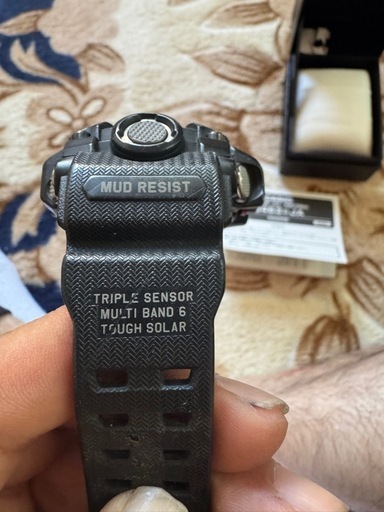 MUD RESIST
TRIPLE SENSOR
MULTI BAND 6
TOUGH SOLAR